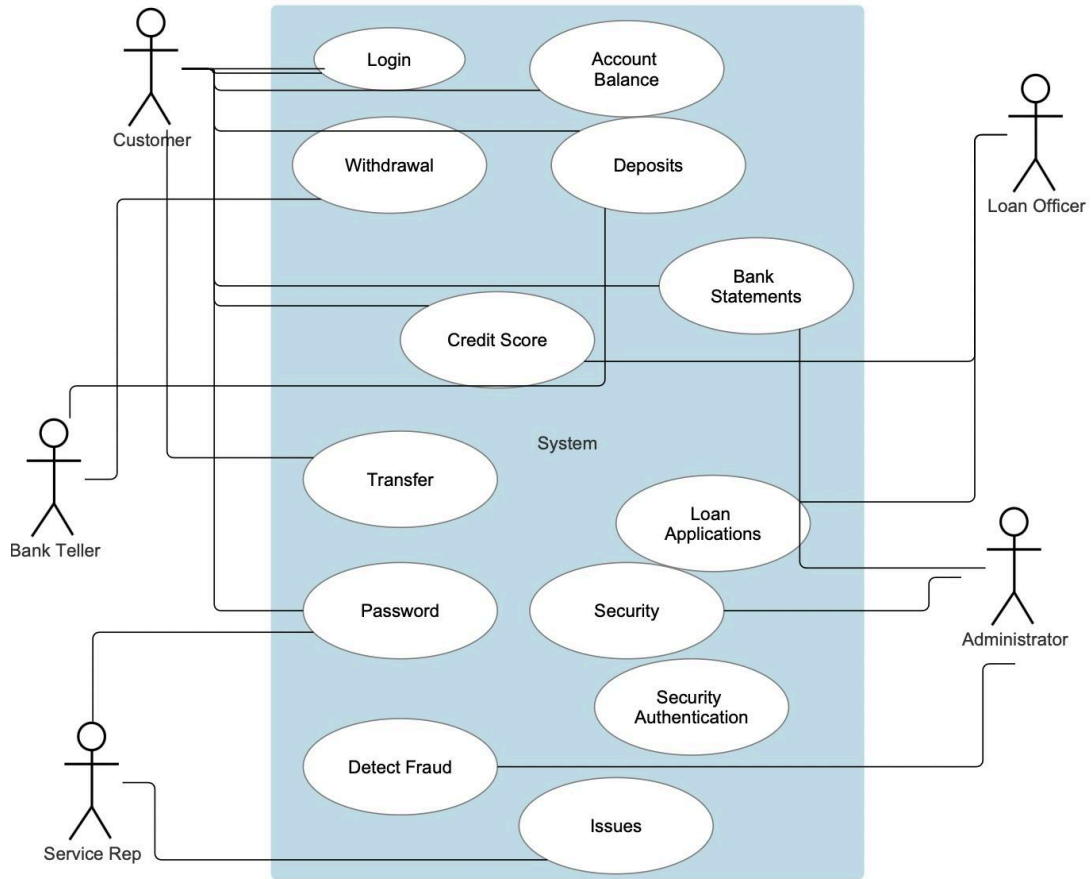 Login
Account
Balance
Customer
Withdrawal
Deposits
Loan Officer
Bank
Statements
Credit Score
System
Transfer
Loan
Applications
Bank Teller
Password
Security
Administrator
Security
Authentication
Detect Fraud
Issues
Service Rep